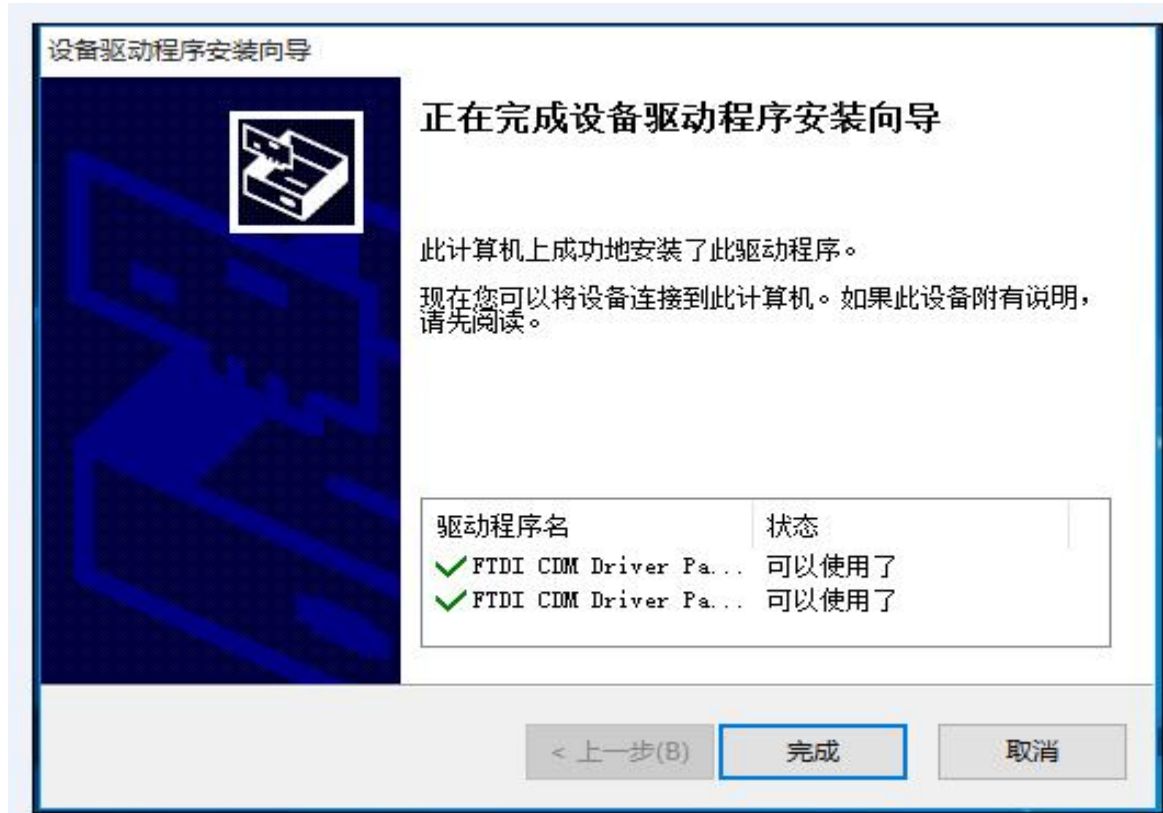 设备驱动程序安装向导
正在完成设备驱动程序安装向导
此计算机上成功地安装了此驱动程序。
现在您可以将设备连接到此计算机。如果此设备附有说明,
请先阅读。
驱动程序名 状态
FTDI CDM Driver Pa... 可以使用了
FTDI CDM Driver Pa... 可以使用了
< 上一步(B) 完成 取消